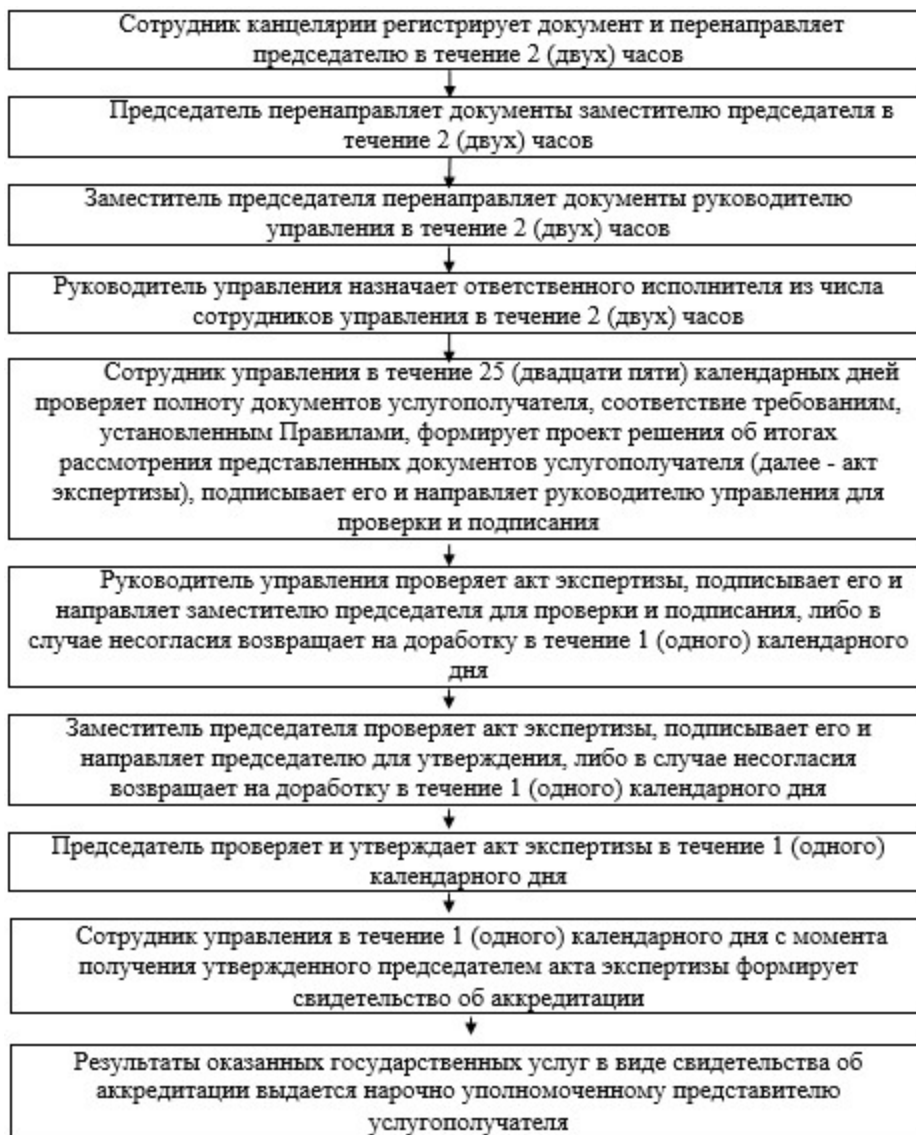 Сотрудник канцелярии регистрирует документ и перенаправляет
председателю в течение 2 (двух) часов
Председатель перенаправляет документы заместителю председателя в
течение 2 (двух) часов
Заместитель председателя перенаправляет документы руководителю
управления в течение 2 (двух) часов
Руководитель управления назначает ответственного исполнителя из числа
сотрудников управления в течение 2 (двух) часов
Сотрудник управления в течение 25 (двадцати пяти) календарных дней
проверяет полноту документов услугополучателя, соответствие требованиям,
установленным Правилами, формирует проект решения об итогах
рассмотрения представленных документов услугополучателя (далее - акт
экспертизы), подписывает его и направляет руководителю управления для
проверки и подписания
Руководитель управления проверяет акт экспертизы, подписывает его и
направляет заместителю председателя для проверки и подписания, либо в
случае несогласия возвращает на доработку в течение 1 (одного) календарного
дня
Заместитель председателя проверяет акт экспертизы, подписывает его и
направляет председателю для утверждения, либо в случае несогласия
возвращает на доработку в течение 1 (одного) календарного дня
Председатель проверяет и утверждает акт экспертизы в течение 1 (одного)
календарного дня
Сотрудник управления в течение 1 (одного) календарного дня с момента
получения утвержденного председателем акта экспертизы формирует
свидетельство об аккредитации
Результаты оказанных государственных услуг в виде свидетельства об
аккредитации выдается нарочно уполномоченному представителю
услугополучателя